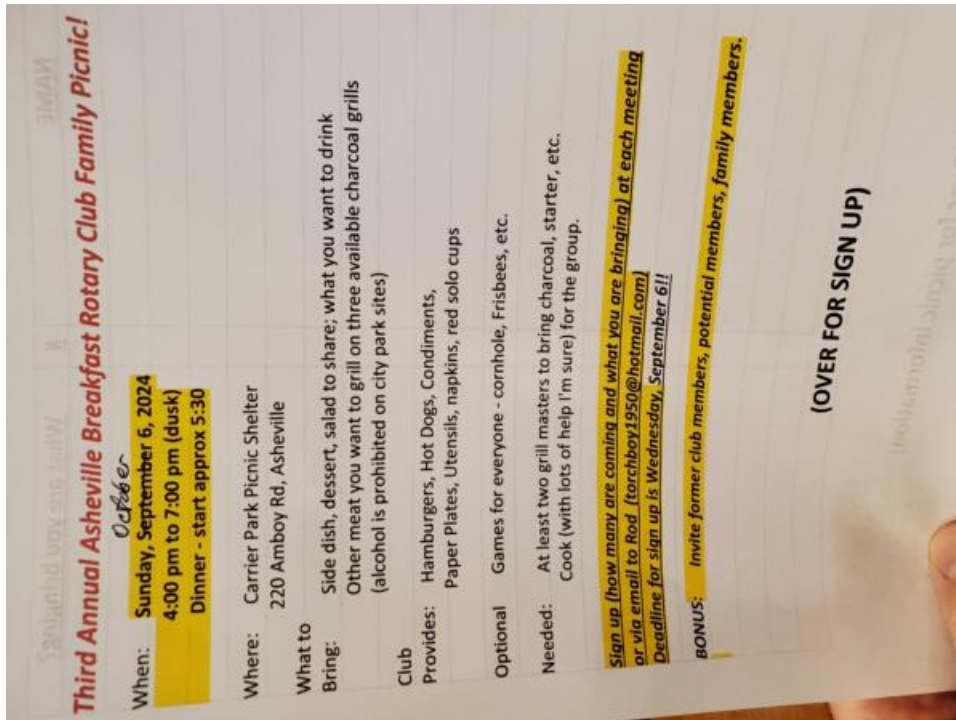 Third Annual Asheville Breakfast Rotary Club Family Picnic!
October
When: Sunday, September 6, 2024
4:00 pm to 7:00 pm (dusk)
Dinner - start approx 5:30
Where: Carrier Park Picnic Shelter
220 Amboy Rd, Asheville
What to
Bring: Side dish, dessert, salad to share; what you want to drink
Other meat you want to grill on three available charcoal grills
(alcohol is prohibited on city park sites)
Club
Provides: Hamburgers, Hot Dogs, Condiments,
Paper Plates, Utensils, napkins, red solo cups
Optional Games for everyone - cornhole, Frisbees, etc.
Needed: At least two grill masters to bring charcoal, starter, etc.
Cook (with lots of help I'm sure) for the group.
Sign up (how many are coming and what you are bringing) at each meeting
or via email to Rod (torchboy1950@hotmail.com)
Deadline for sign up is Wednesday, September 6!!
BONUS: Invite former club members, potential members, family members.
(OVER FOR SIGN UP)